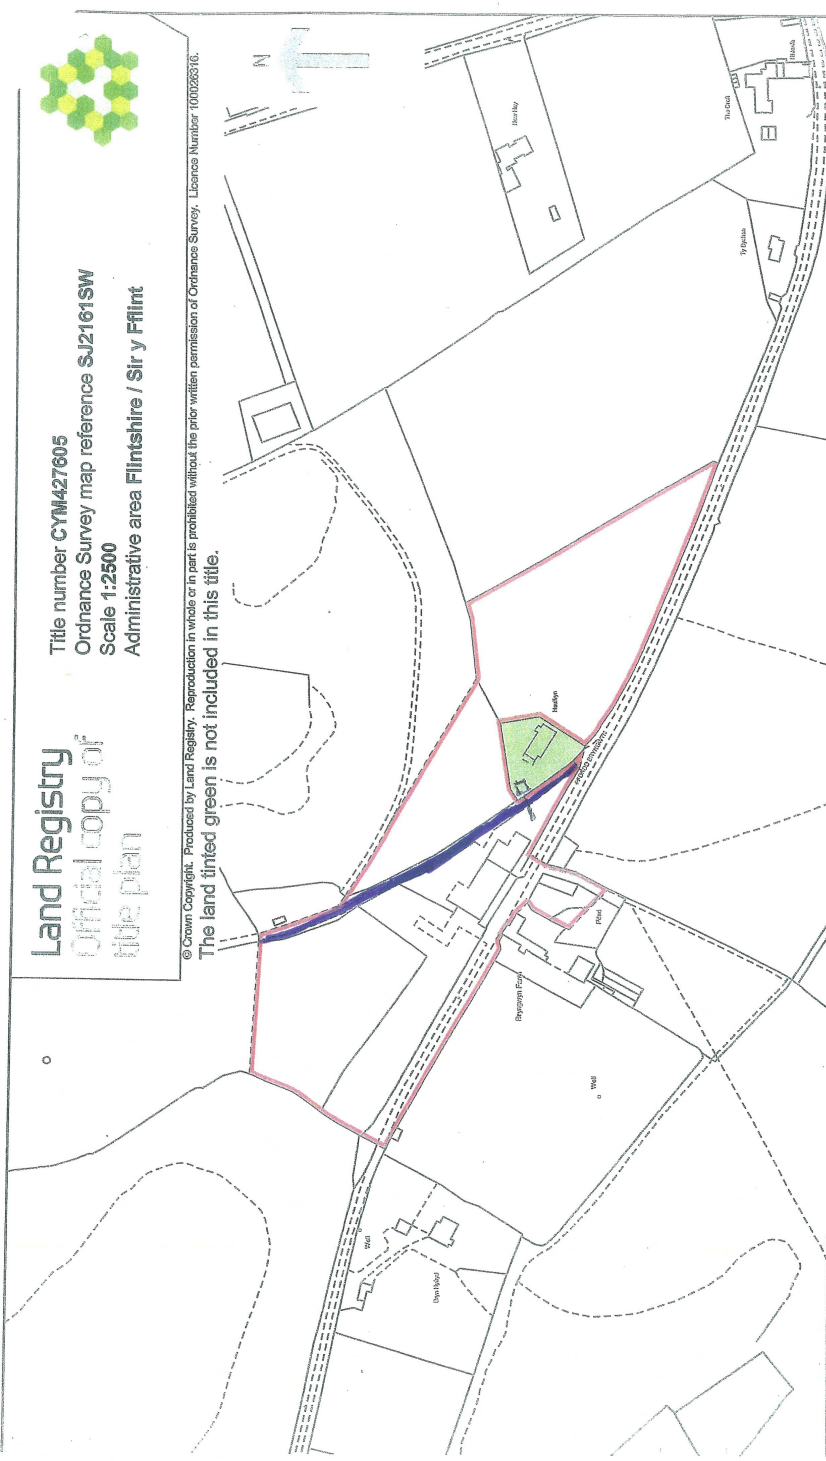 Land Registry
Official copy of
title plan
Title number CYM427605
Ordnance Survey map reference SJ2161SW
Scale 1:2500
Administrative area Flintshire / Sir y Fflint
© Crown Copyright. Produced by Land Registry. Reproduction in whole or in part is prohibited without the prior written permission of Ordnance Survey. Licence Number 100026316.
The land tinted green is not included in this title.
N
The Croft
Well
Pond
Well